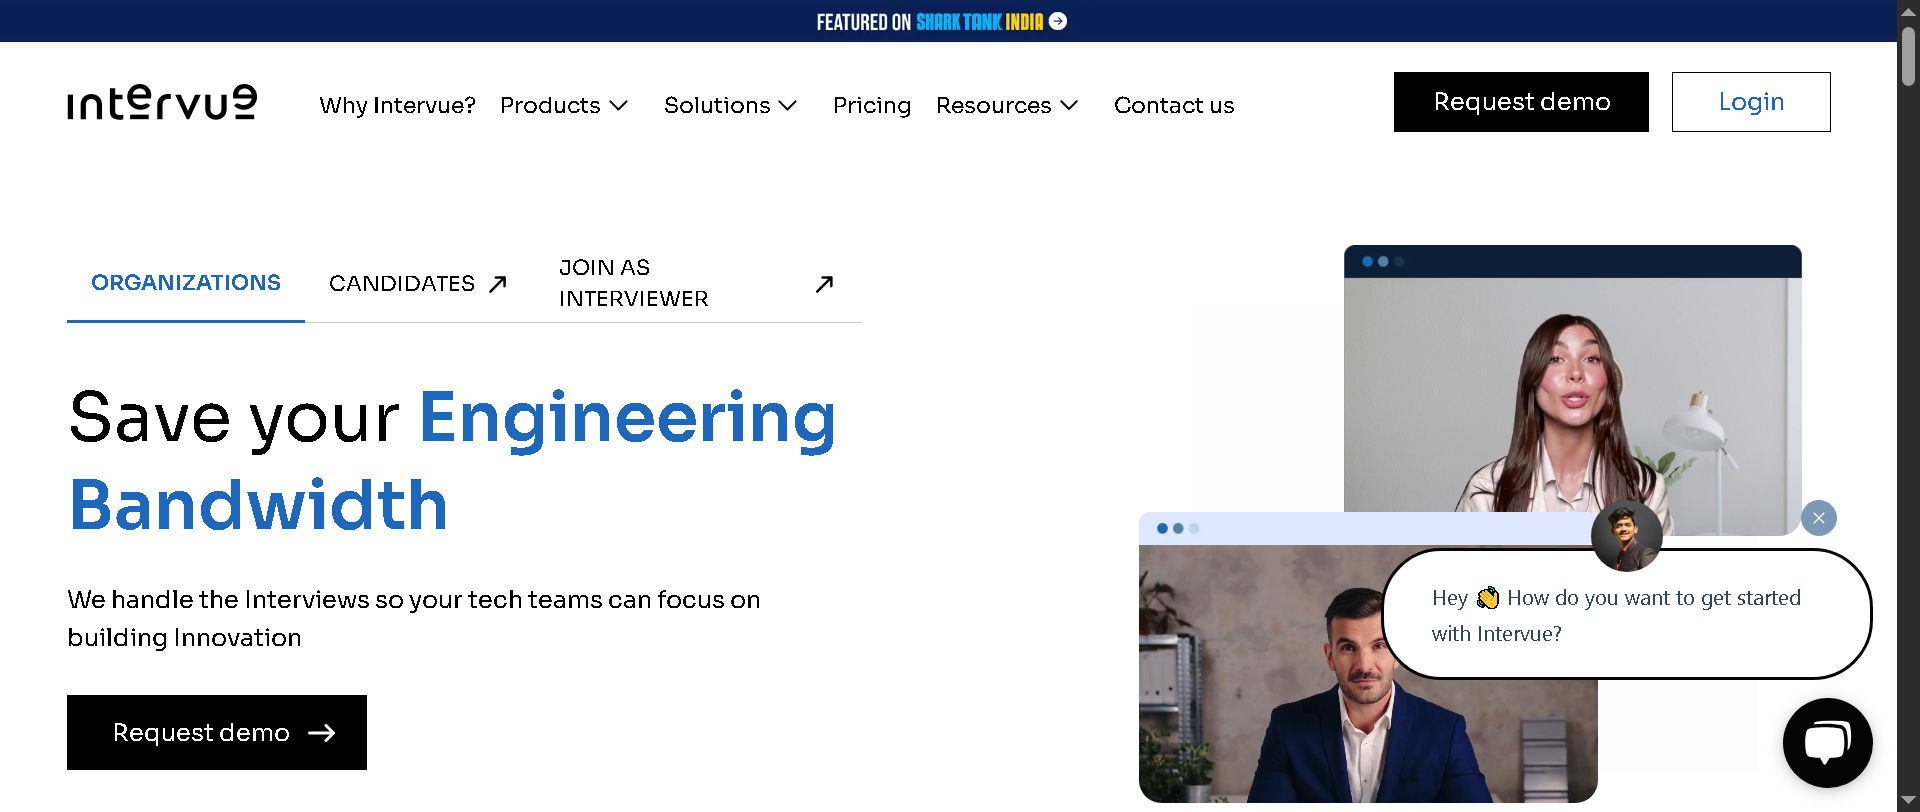 FEATURED ON SHARK TANK INDIA
intervue
Why Intervue? Products Solutions Pricing Resources Contact us
Request demo
Login
ORGANIZATIONS
CANDIDATES
JOIN AS
INTERVIEWER
Save your Engineering
Bandwidth
We handle the Interviews so your tech teams can focus on
building Innovation
Request demo
Hey 👋 How do you want to get started
with Intervue?